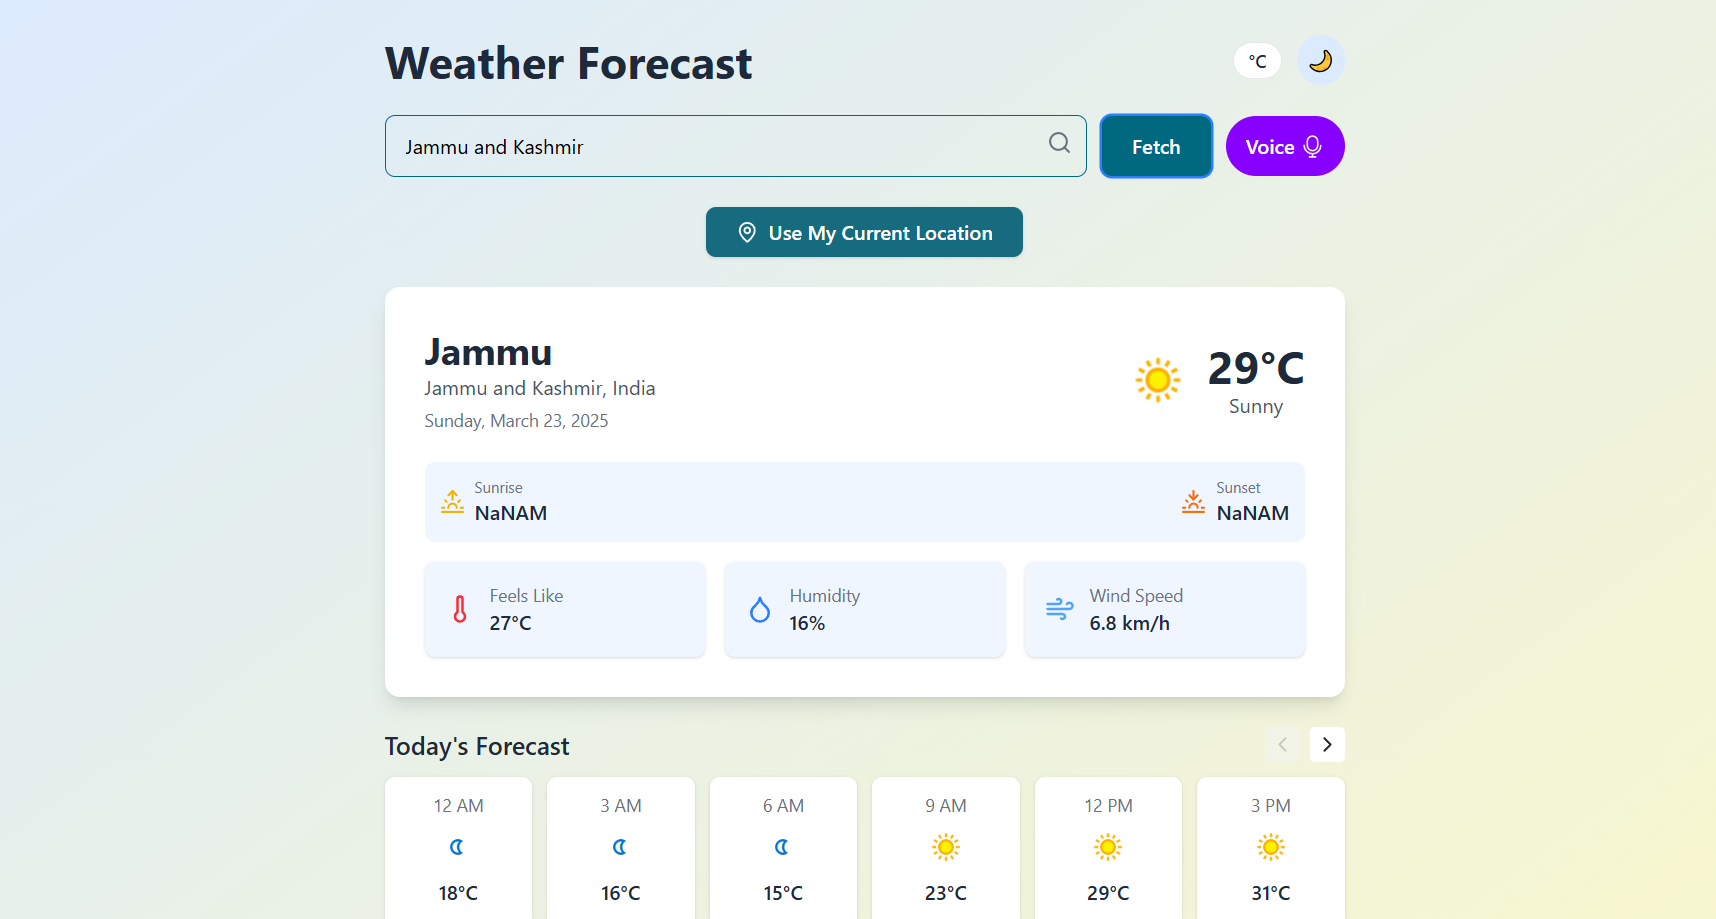 Weather Forecast
°C
Jammu and Kashmir
Fetch
Voice
Use My Current Location
Jammu
Jammu and Kashmir, India
Sunday, March 23, 2025
29°C
Sunny
Sunrise
NaNAM
Sunset
NaNAM
Feels Like
27°C
Humidity
16%
Wind Speed
6.8 km/h
Today's Forecast
12 AM
18°C
3 AM
16°C
6 AM
15°C
9 AM
23°C
12 PM
29°C
3 PM
31°C